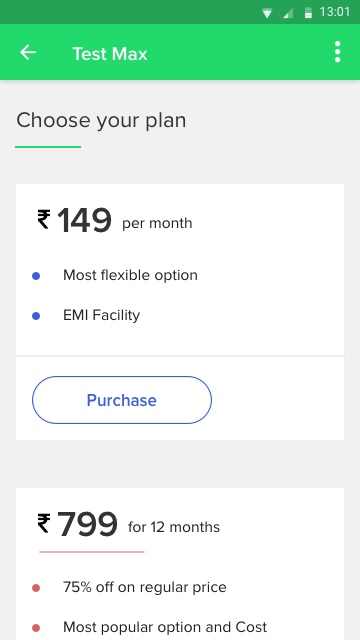 13:01
Test Max
Choose your plan
₹ 149 per month
Most flexible option
EMI Facility
Purchase
₹ 799 for 12 months
75% off on regular price
Most popular option and Cost